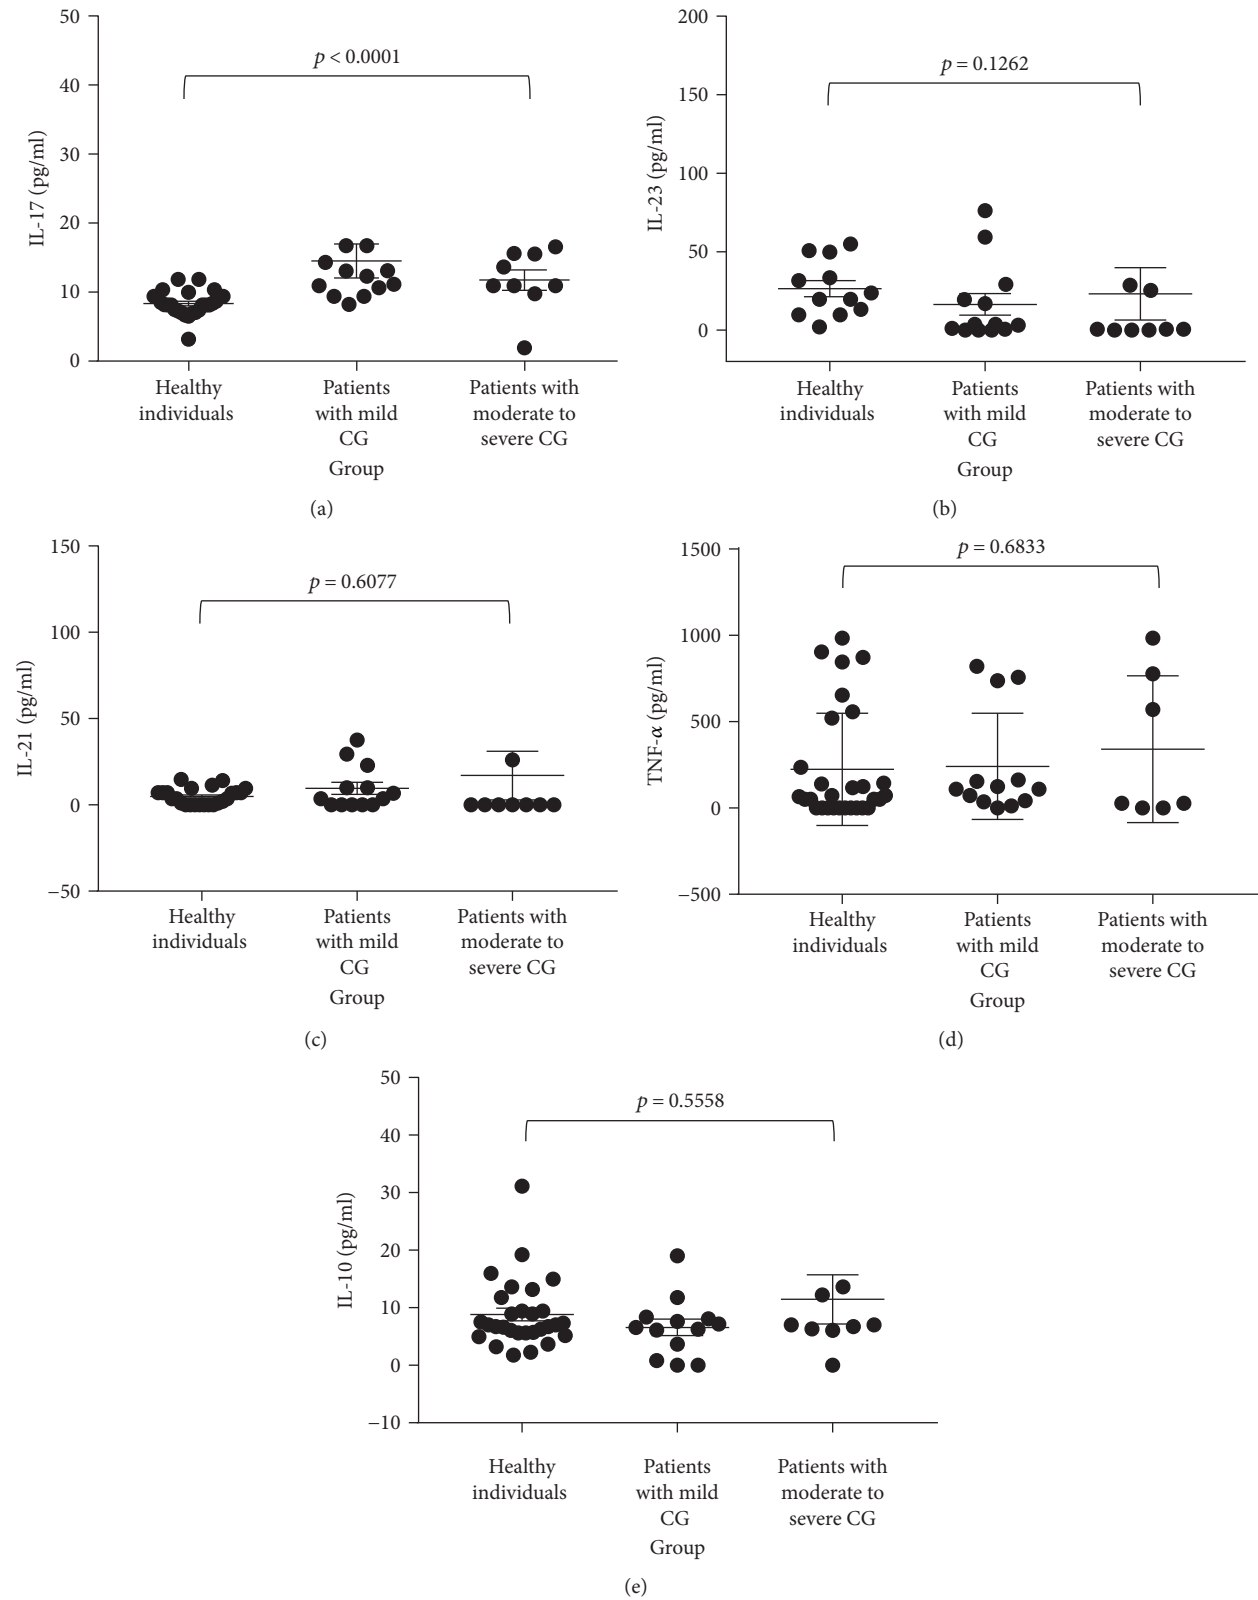 50
40
30
20
10
0
IL-17 (pg/ml)
p < 0.0001
Healthy
individuals
Patients
with mild
CG
Patients with
moderate to
severe CG
Group
(a)
200
150
100
50
0
IL-23 (pg/ml)
p = 0.1262
Healthy
individuals
Patients
with mild
CG
Patients with
moderate to
severe CG
Group
(b)
150
100
50
0
−50
IL-21 (pg/ml)
p = 0.6077
Healthy
individuals
Patients
with mild
CG
Patients with
moderate to
severe CG
Group
(c)
1500
1000
500
0
−500
TNF-α (pg/ml)
p = 0.6833
Healthy
individuals
Patients
with mild
CG
Patients with
moderate to
severe CG
Group
(d)
50
40
30
20
10
0
−10
IL-10 (pg/ml)
p = 0.5558
Healthy
individuals
Patients
with mild
CG
Patients with
moderate to
severe CG
Group
(e)